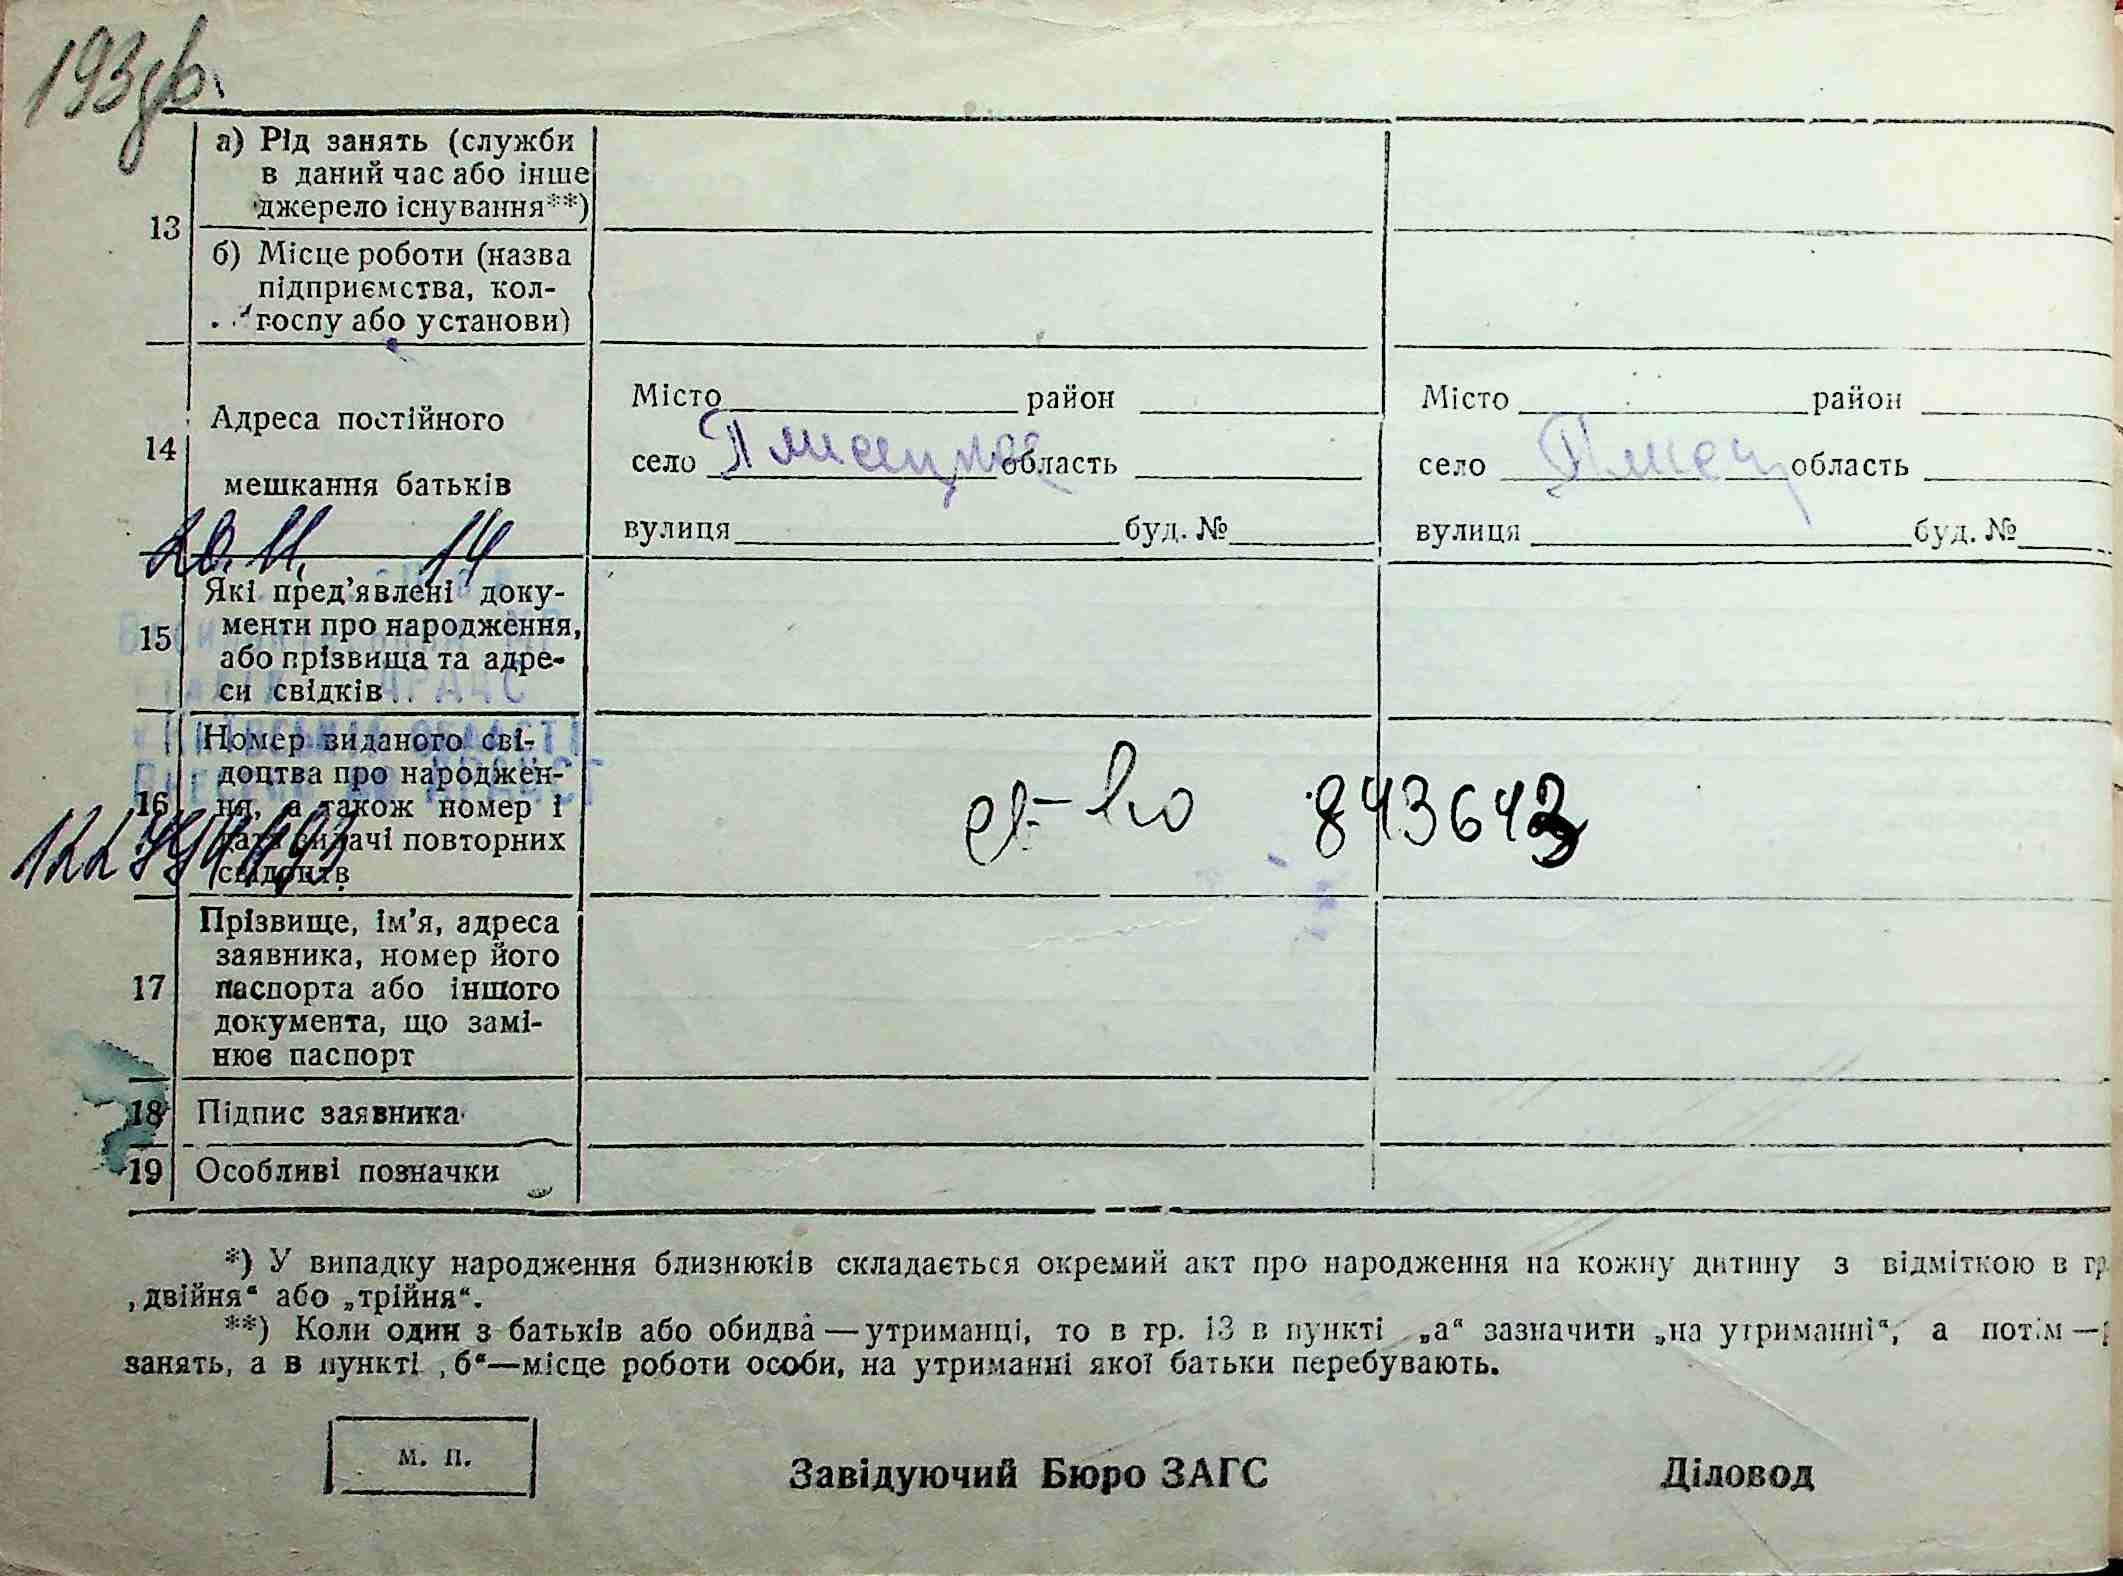 13
а) Рід занять (служби
в даний час або інше
джерело існування**)
б) Місце роботи (назва
підприємства, кол-
госпу або установи)
14
Адреса постійного
мешкання батьків
Місто район
село область
вулиця буд. №
Місто район
село область
вулиця буд. №
20.11. 14
15
Які пред’явлені доку-
менти про народження,
або прізвища та адре-
си свідків
16
Номер виданого сві-
доцтва про народжен-
ня, а також номер і
дата видачі повторних
свідоцтв
843643
17
Прізвище, ім’я, адреса
заявника, номер його
паспорта або іншого
документа, що замі-
нює паспорт
18
Підпис заявника
19
Особливі позначки
*) У випадку народження близнюків складається окремий акт про народження на кожну дитину з відміткою в гр.
„двійня“ або „трійня“.
**) Коли один з батьків або обидва — утриманці, то в гр. 13 в пункті „а“ зазначити „на утриманні“, а потім —
занять, а в пункті „б“—місце роботи особи, на утриманні якої батьки перебувають.
м. п.
Завідуючий Бюро ЗАГС
Діловод